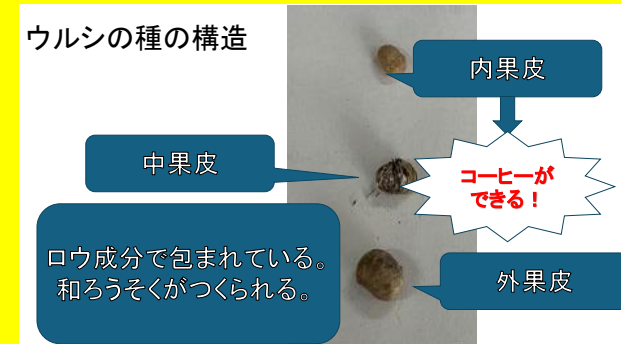 ウルシの種の構造
内果皮
中果皮
コーヒーが
できる！
ロウ成分で包まれている。
和ろうそくがつくられる。
外果皮